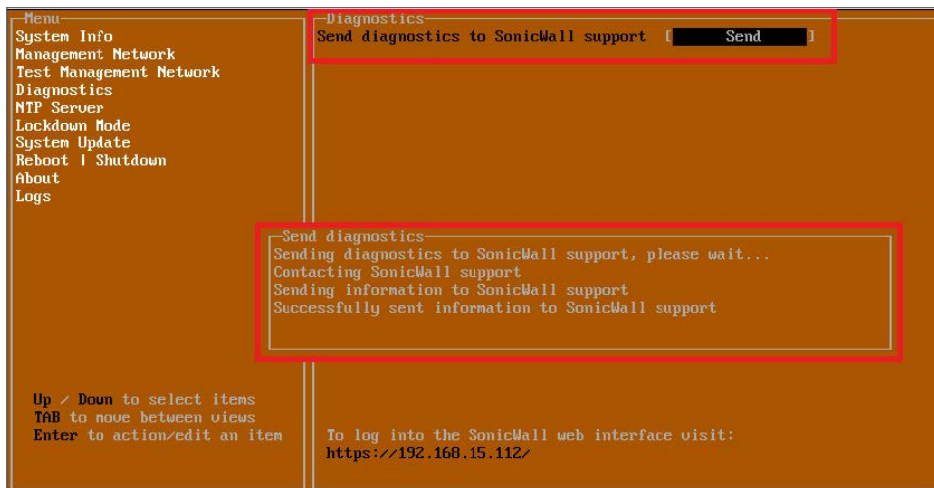 Menu
System Info
Management Network
Test Management Network
Diagnostics
NTP Server
Lockdown Mode
System Update
Reboot | Shutdown
About
Logs
Up / Down to select items
TAB to move between views
Enter to action/edit an item
Diagnostics
Send diagnostics to SonicWall support [ Send ]
Send diagnostics
Sending diagnostics to SonicWall support, please wait...
Contacting SonicWall support
Sending information to SonicWall support
Successfully sent information to SonicWall support
To log into the SonicWall web interface visit:
https://192.168.15.112/